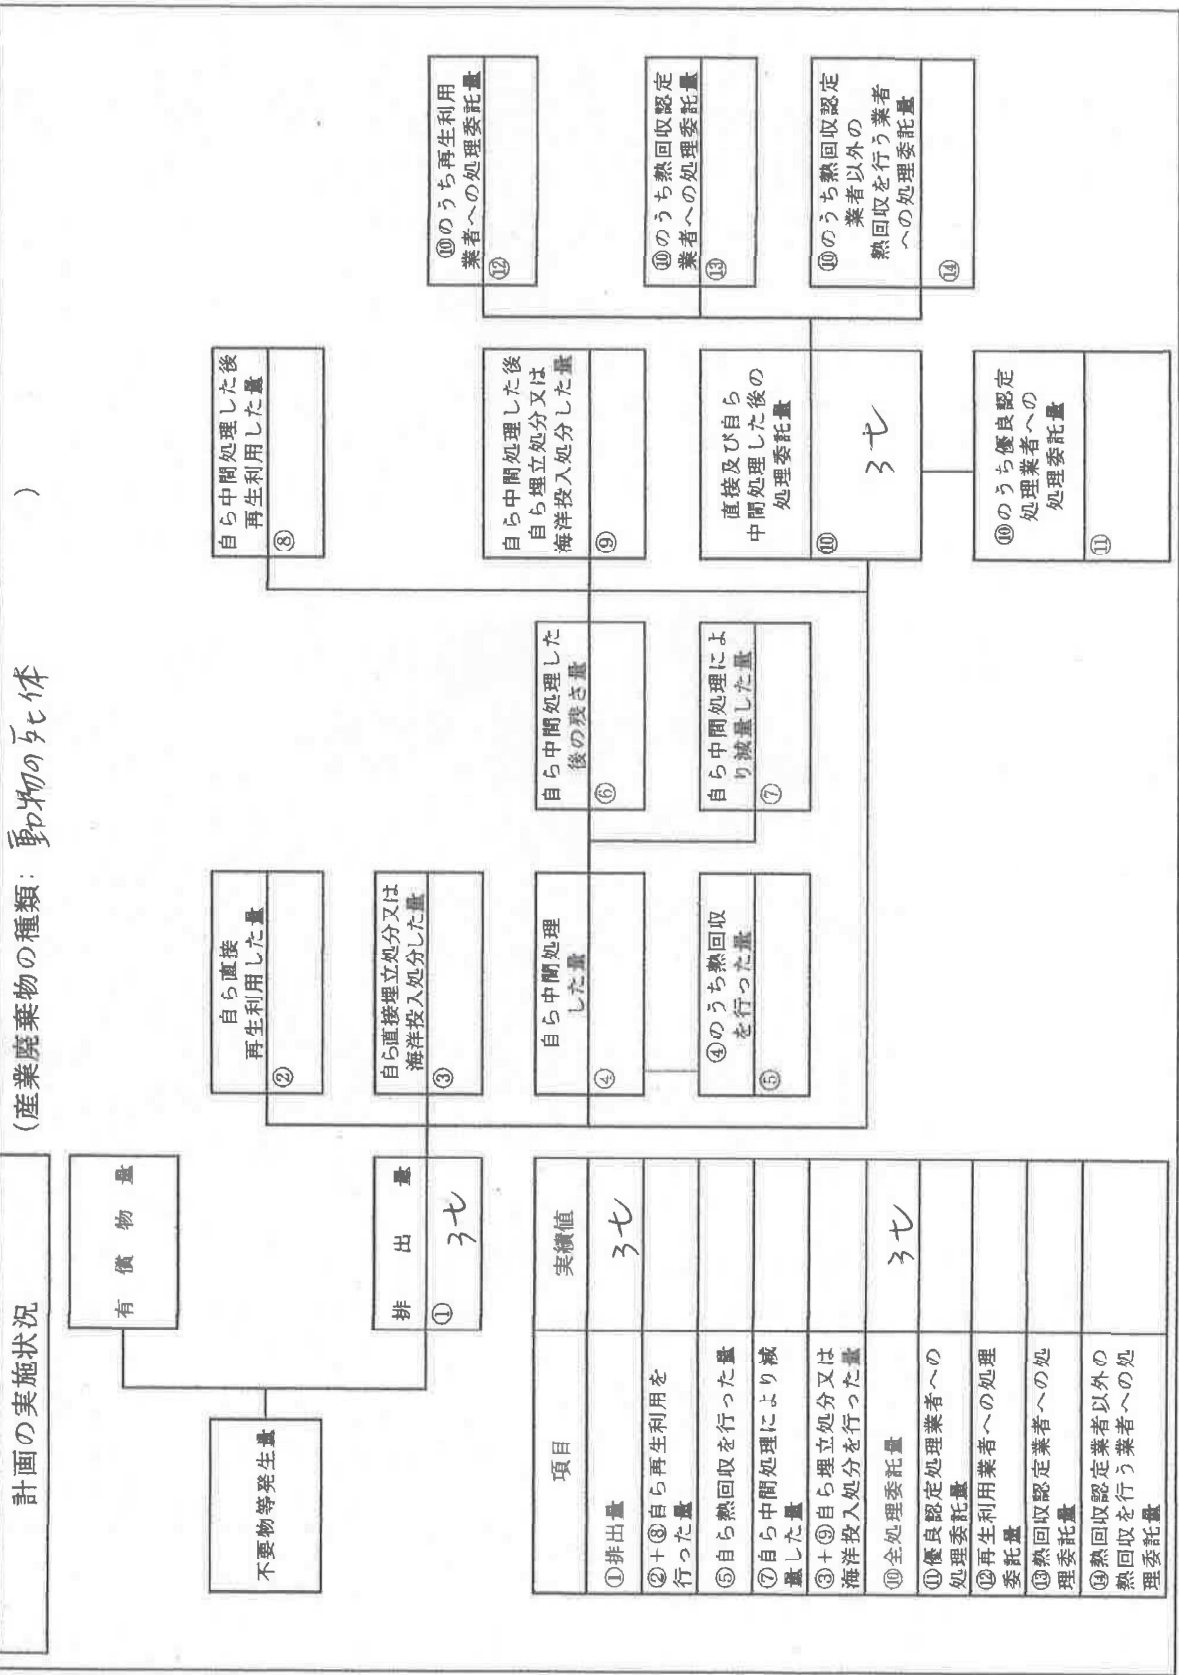 計画の実施状況
(産業廃棄物の種類: 動物の死体 )
有償物量
不要物等発生量
排出量
① 3t
自ら直接
再生利用した量
②
自ら直接埋立処分又は
海洋投入処分した量
③
自ら中間処理
した量
④
④のうち熱回収
を行った量
⑤
自ら中間処理した
後の残さ量
⑥
自ら中間処理によ
り減量した量
⑦
自ら中間処理した後
再生利用した量
⑧
自ら中間処理した後
自ら埋立処分又は
海洋投入処分した量
⑨
直接及び自ら
中間処理した後の
処理委託量
⑩ 3t
⑩のうち優良認定
処理業者への
処理委託量
⑪
⑩のうち再生利用
業者への処理委託量
⑫
⑩のうち熱回収認定
業者への処理委託量
⑬
⑩のうち熱回収認定
業者以外の
熱回収を行う業者
への処理委託量
⑭
項目 実績値
①排出量 3t
②+⑧自ら再生利用を
行った量
⑤自ら熱回収を行った量
⑦自ら中間処理により減
量した量
③+⑨自ら埋立処分又は
海洋投入処分を行った量
⑩全処理委託量 3t
⑪優良認定処理業者への
処理委託量
⑫再生利用業者への処理
委託量
⑬熱回収認定業者への処
理委託量
⑭熱回収認定業者以外の
熱回収を行う業者への処
理委託量